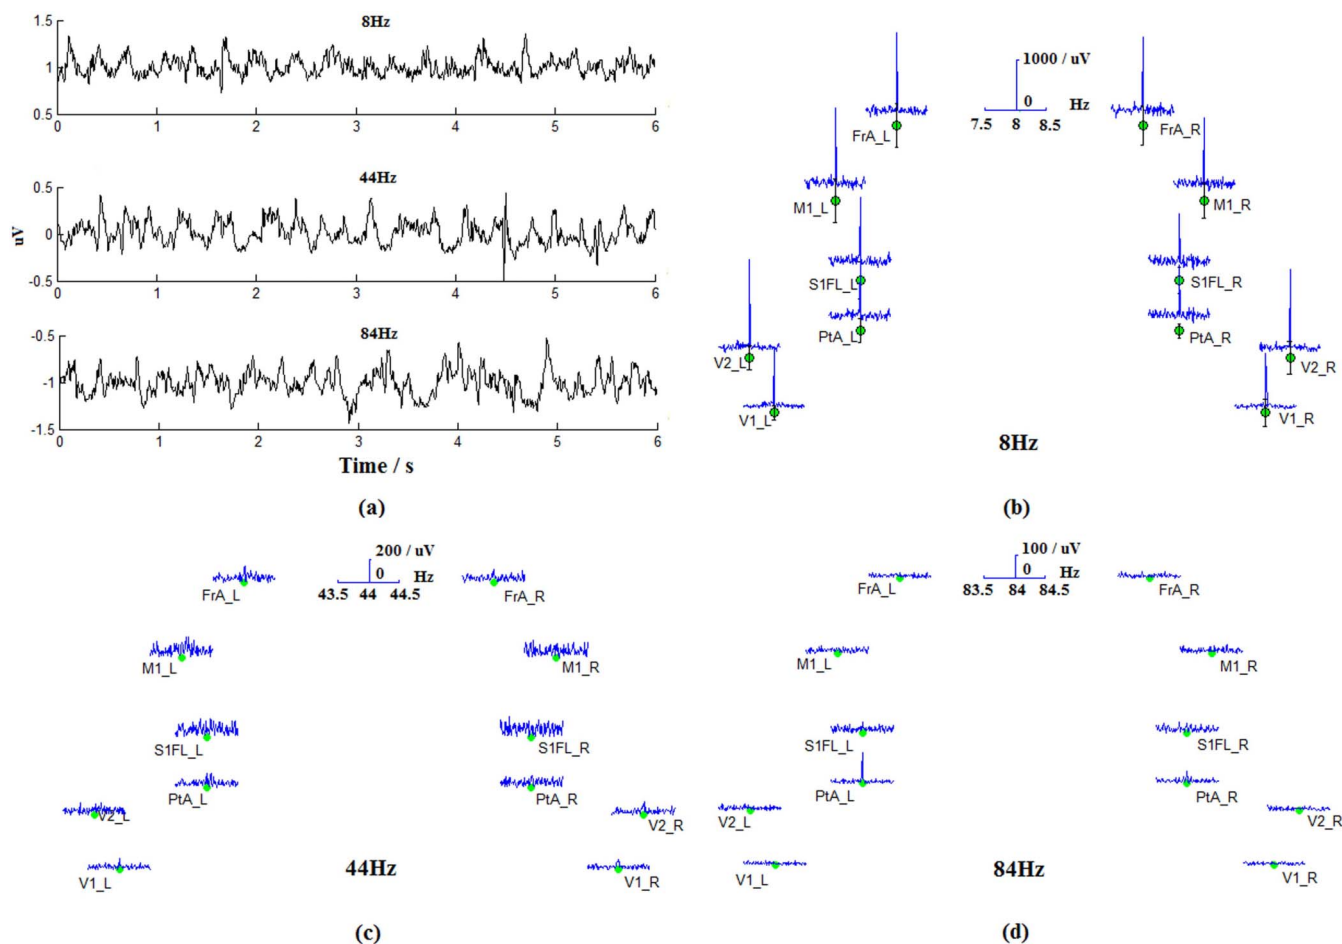 8Hz
1.5
1
0.5
0 1 2 3 4 5 6
44Hz
0.5
0
-0.5
uV
0 1 2 3 4 5 6
84Hz
-0.5
-1
-1.5
0 1 2 3 4 5 6
Time / s
(a)
1000 / uV
0 Hz
7.5 8 8.5
FrA_L FrA_R
M1_L M1_R
S1FL_L S1FL_R
PtA_L PtA_R
V2_L V2_R
V1_L V1_R
8Hz
(b)
200 / uV
0 Hz
43.5 44 44.5
FrA_L FrA_R
M1_L M1_R
S1FL_L S1FL_R
PtA_L PtA_R
V2_L V2_R
V1_L V1_R
44Hz
(c)
100 / uV
0 Hz
83.5 84 84.5
FrA_L FrA_R
M1_L M1_R
S1FL_L S1FL_R
PtA_L PtA_R
V2_L V2_R
V1_L V1_R
84Hz
(d)